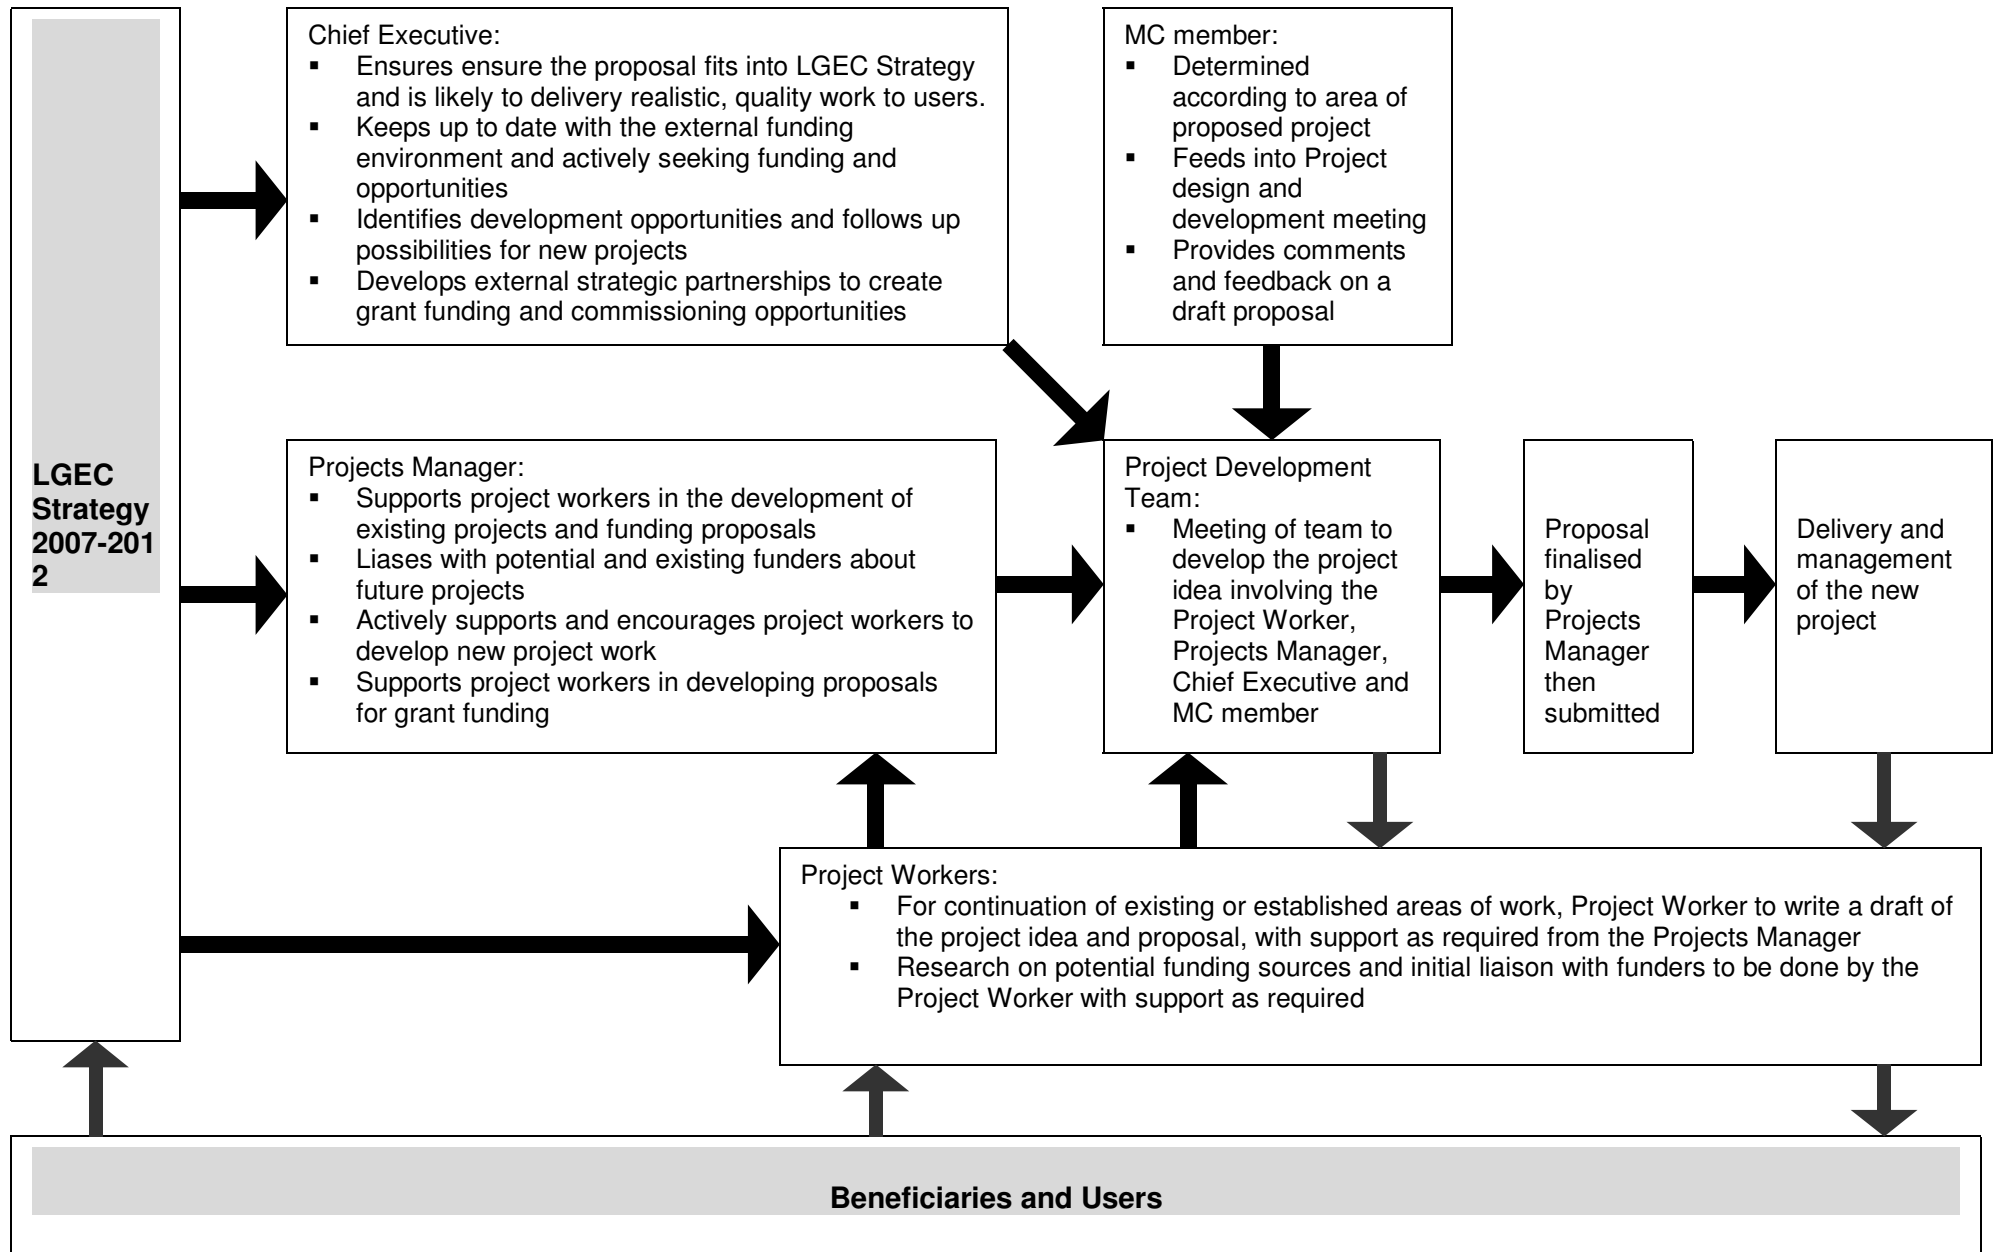 LGEC
Strategy
2007-201
2
Chief Executive:
▪ Ensures ensure the proposal fits into LGEC Strategy
and is likely to delivery realistic, quality work to users.
▪ Keeps up to date with the external funding
environment and actively seeking funding and
opportunities
▪ Identifies development opportunities and follows up
possibilities for new projects
▪ Develops external strategic partnerships to create
grant funding and commissioning opportunities
MC member:
▪ Determined
according to area of
proposed project
▪ Feeds into Project
design and
development meeting
▪ Provides comments
and feedback on a
draft proposal
Projects Manager:
▪ Supports project workers in the development of
existing projects and funding proposals
▪ Liases with potential and existing funders about
future projects
▪ Actively supports and encourages project workers to
develop new project work
▪ Supports project workers in developing proposals
for grant funding
Project Development
Team:
▪ Meeting of team to
develop the project
idea involving the
Project Worker,
Projects Manager,
Chief Executive and
MC member
Proposal
finalised
by
Projects
Manager
then
submitted
Delivery and
management
of the new
project
Project Workers:
▪ For continuation of existing or established areas of work, Project Worker to write a draft of
the project idea and proposal, with support as required from the Projects Manager
▪ Research on potential funding sources and initial liaison with funders to be done by the
Project Worker with support as required
Beneficiaries and Users